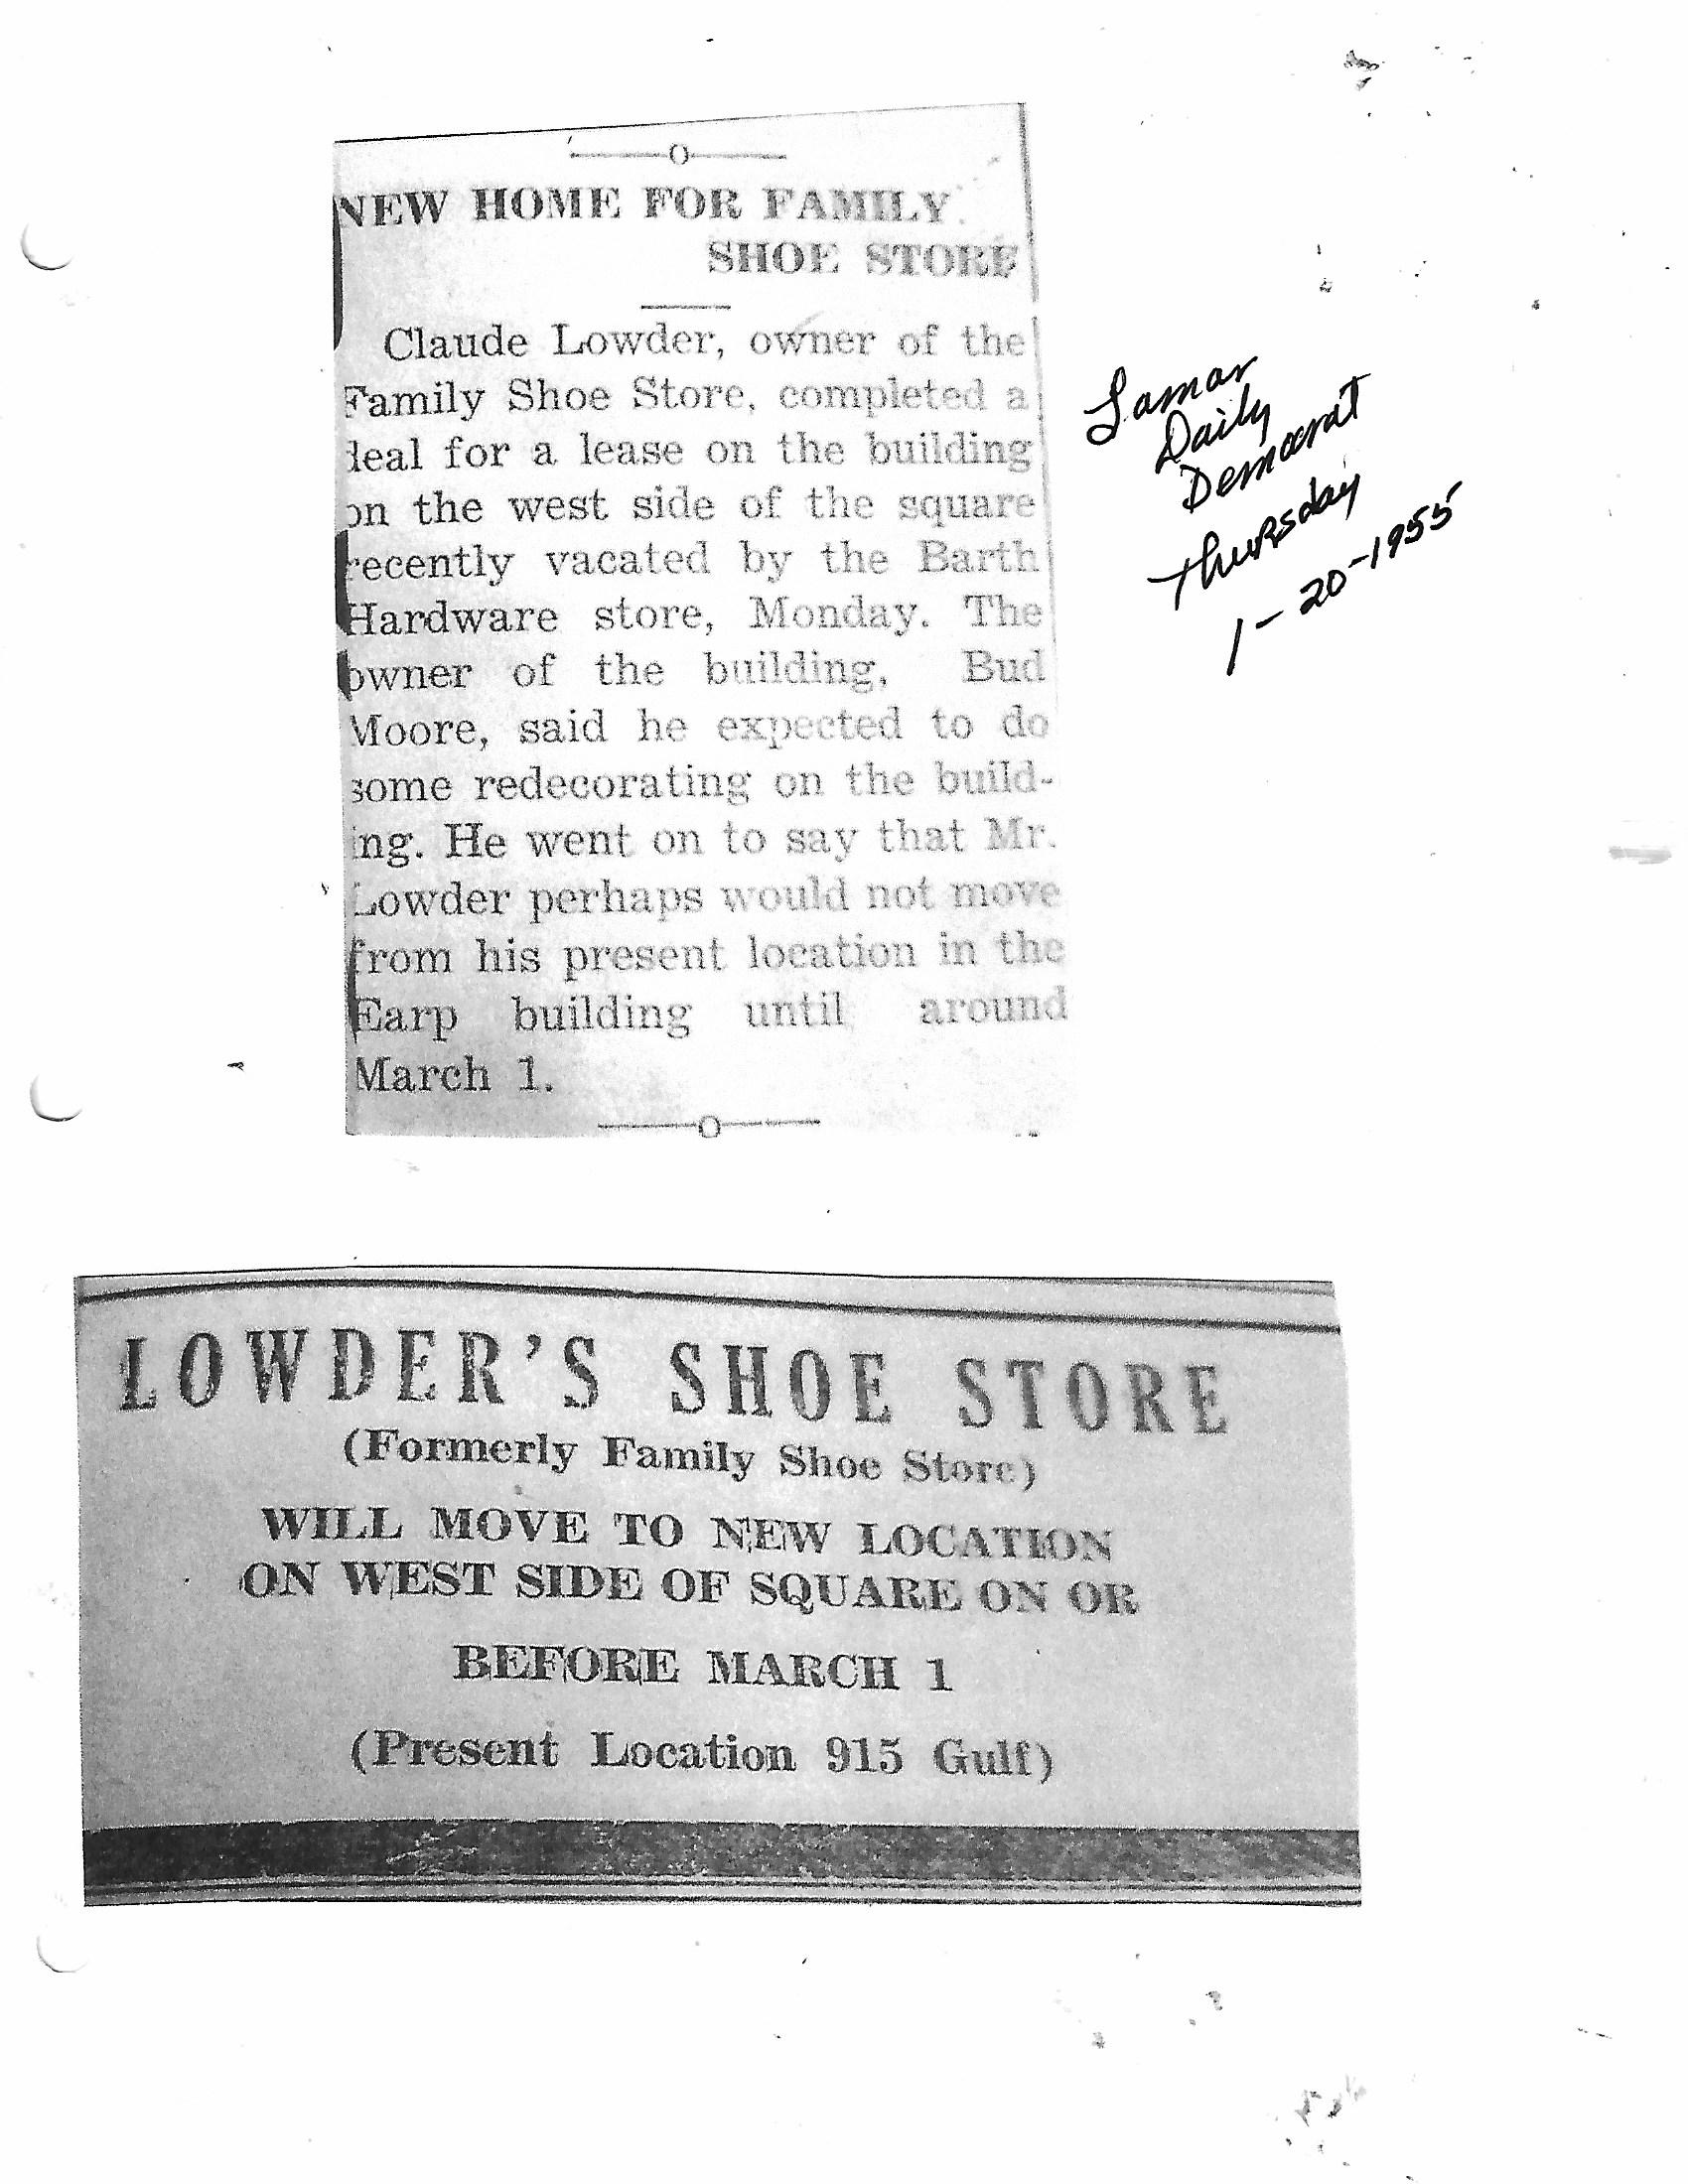 NEW HOME FOR FAMILY
SHOE STORE
Claude Lowder, owner of the
Family Shoe Store, completed a
deal for a lease on the building
on the west side of the square
recently vacated by the Barth
Hardware store, Monday. The
owner of the building, Bud
Moore, said he expected to do
some redecorating on the build-
ing. He went on to say that Mr.
Lowder perhaps would not move
from his present location in the
Earp building until around
March 1.
Lamar
Daily
Democrat
Thursday
1-20-1955
LOWDER'S SHOE STORE
(Formerly Family Shoe Store)
WILL MOVE TO NEW LOCATION
ON WEST SIDE OF SQUARE ON OR
BEFORE MARCH 1
(Present Location 915 Gulf)